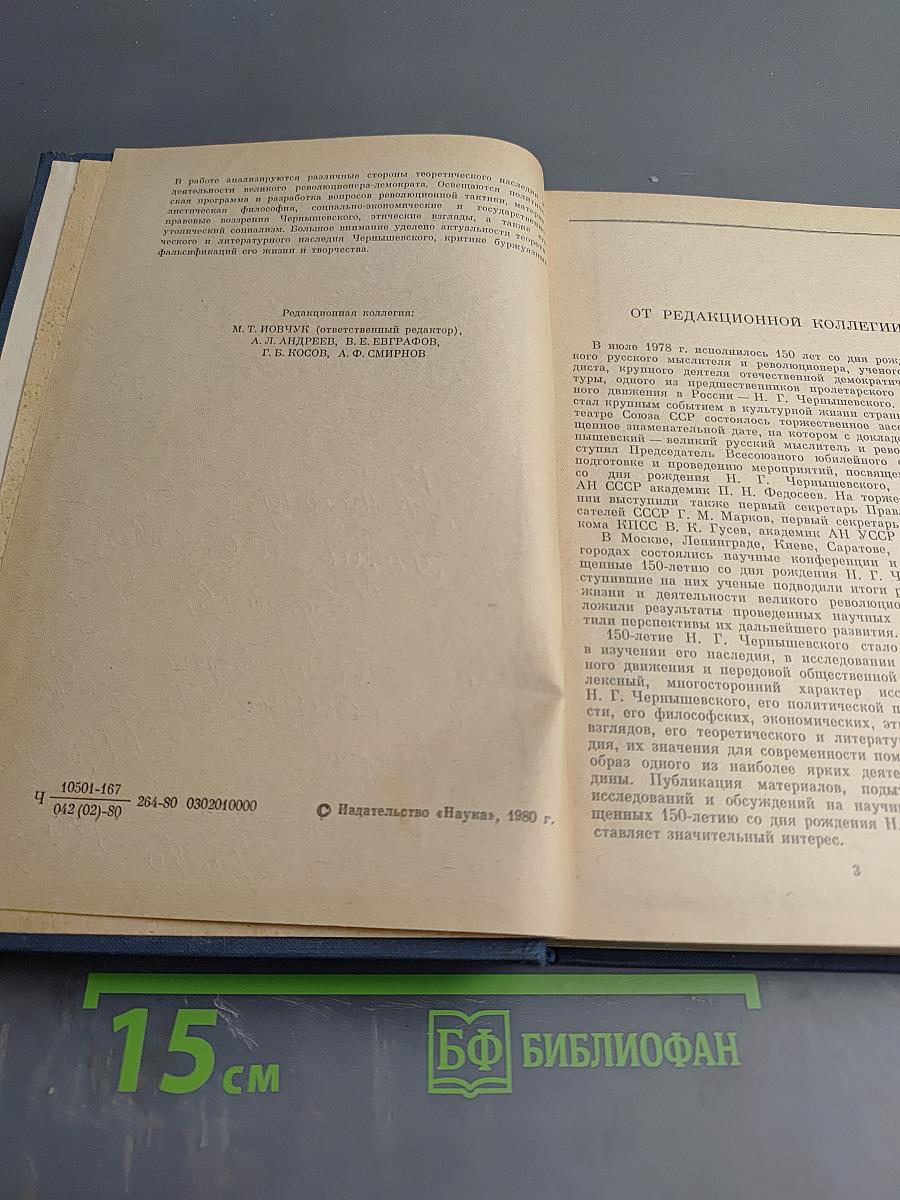 В работе анализируются различные стороны теоретического
деятельности великого революционера-демократа. Освещаются
ская программа и разработка вопросов революционной тактики,
листическая философия, социально-экономические и
правовые воззрения Чернышевского, этические взгляды, а также
утопический социализм. Большое внимание уделено актуальности
ческого и литературного наследия Чернышевского, критике буржуазных
фальсификаций его жизни и творчества.
Редакционная коллегия:
М. Т. ИОВЧУК (ответственный редактор),
А. Л. АНДРЕЕВ, В. Е. ЕВГРАФОВ,
Г. Б. КОСОВ, А. Ф. СМИРНОВ
Ч 10501-167
042 (02)-80 264-80 0302010000
© Издательство «Наука», 1980 г.
ОТ РЕДАКЦИОННОЙ КОЛЛЕГИИ
В июле 1978 г. исполнилось 150 лет со дня
кого русского мыслителя и революционера,
диста, крупного деятеля отечественной
туры, одного из предшественников пролетарского
ного движения в России — Н. Г. Чернышевского.
стал крупным событием в культурной жизни
театре Союза ССР состоялось торжественное
щенное знаменательной дате, на котором с
нышевский — великий русский мыслитель и
ступил Председатель Всесоюзного юбилейного
подготовке и проведению мероприятий,
со дня рождения Н. Г. Чернышевского,
АН СССР академик П. Н. Федосеев. На
нии выступили также первый секретарь
сателей СССР Г. М. Марков, первый секретарь
кома КПСС В. К. Гусев, академик АН УССР
В Москве, Ленинграде, Киеве, Саратове,
городах состоялись научные конференции и
щенные 150-летию со дня рождения Н. Г.
ступившие на них ученые подводили итоги
жизни и деятельности великого
ложили результаты проведенных научных
тили перспективы их дальнейшего развития.
150-летие Н. Г. Чернышевского стало
в изучении его наследия, в исследовании
ного движения и передовой общественной
лексный, многосторонний характер
Н. Г. Чернышевского, его политической
сти, его философских, экономических,
взглядов, его теоретического и
дия, их значения для современности
образ одного из наиболее ярких
дины. Публикация материалов,
исследований и обсуждений на
щенных 150-летию со дня рождения Н.
ставляет значительный интерес.
3
15 см
БФ БИБЛИОФАН